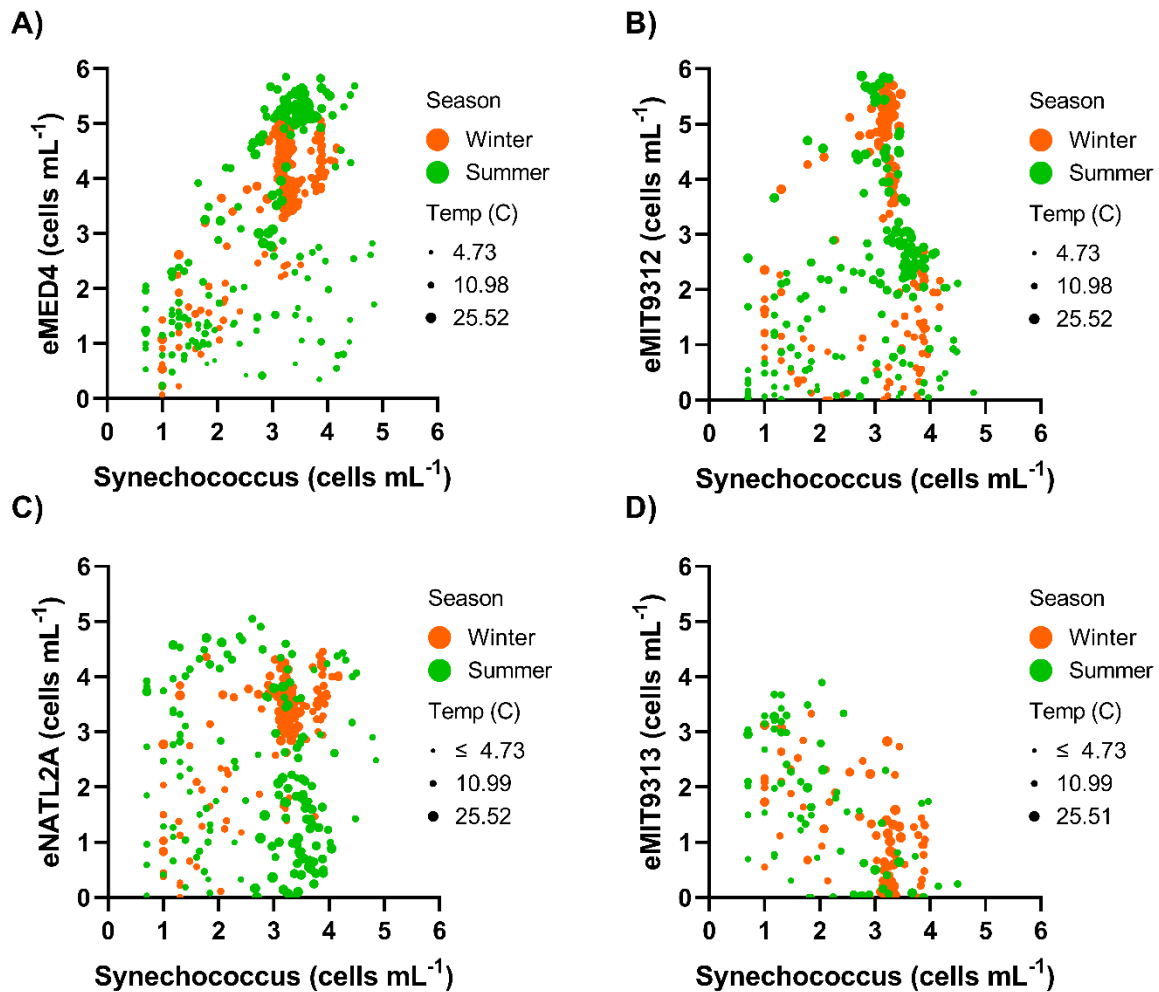 A)
eMED4 (cells mL⁻¹)
6
5
4
3
2
1
0
0 1 2 3 4 5 6
Synechococcus (cells mL⁻¹)
Season
Winter
Summer
Temp (C)
4.73
10.98
25.52
B)
eMIT9312 (cells mL⁻¹)
6
5
4
3
2
1
0
0 1 2 3 4 5 6
Synechococcus (cells mL⁻¹)
Season
Winter
Summer
Temp (C)
4.73
10.98
25.52
C)
eNATL2A (cells mL⁻¹)
6
5
4
3
2
1
0
0 1 2 3 4 5 6
Synechococcus (cells mL⁻¹)
Season
Winter
Summer
Temp (C)
≤ 4.73
10.99
25.52
D)
eMIT9313 (cells mL⁻¹)
6
5
4
3
2
1
0
0 1 2 3 4 5 6
Synechococcus (cells mL⁻¹)
Season
Winter
Summer
Temp (C)
≤ 4.73
10.99
25.51